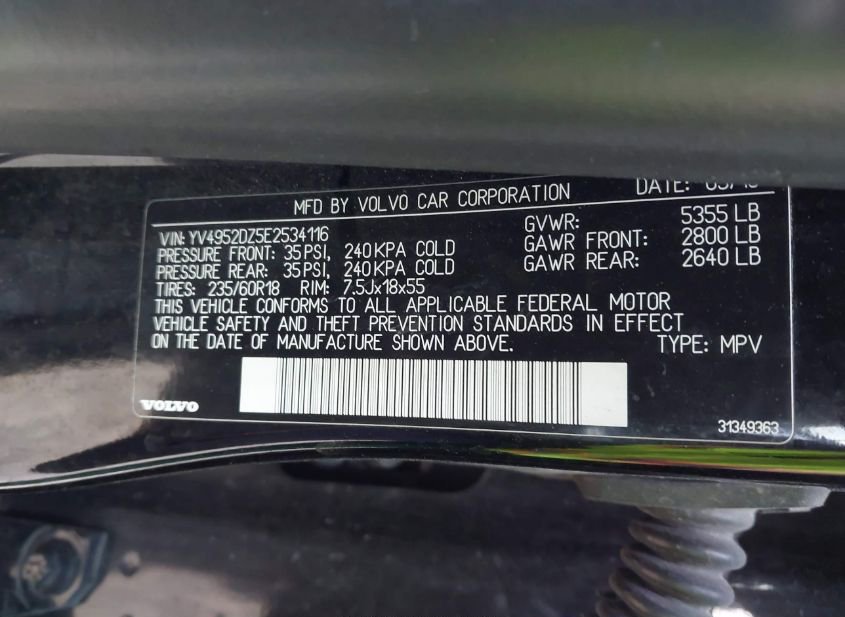 MFD BY VOLVO CAR CORPORATION
DATE:
VIN: YV4952DZ5E2534116
PRESSURE FRONT: 35 PSI, 240 KPA COLD
PRESSURE REAR: 35 PSI, 240 KPA COLD
TIRES: 235/60R18 RIM: 7.5Jx18x55
GVWR: 5355 LB
GAWR FRONT: 2800 LB
GAWR REAR: 2640 LB
THIS VEHICLE CONFORMS TO ALL APPLICABLE FEDERAL MOTOR
VEHICLE SAFETY AND THEFT PREVENTION STANDARDS IN EFFECT
ON THE DATE OF MANUFACTURE SHOWN ABOVE. TYPE: MPV
VOLVO
31349363